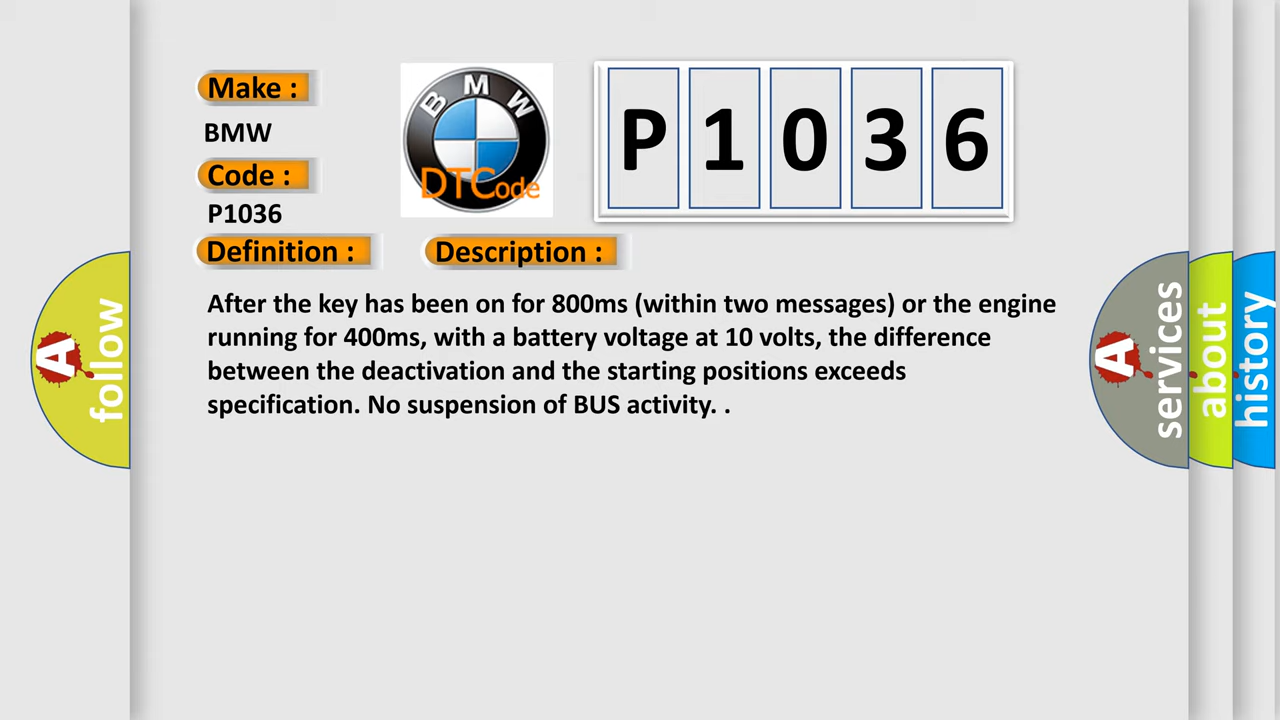 Make :
BMW
Code :
P1036
BMW
DTCode
P 1 0 3 6
Definition :
Description :
After the key has been on for 800ms (within two messages) or the engine
running for 400ms, with a battery voltage at 10 volts, the difference
between the deactivation and the starting positions exceeds
specification. No suspension of BUS activity. .
A
follow
A
services
about
history